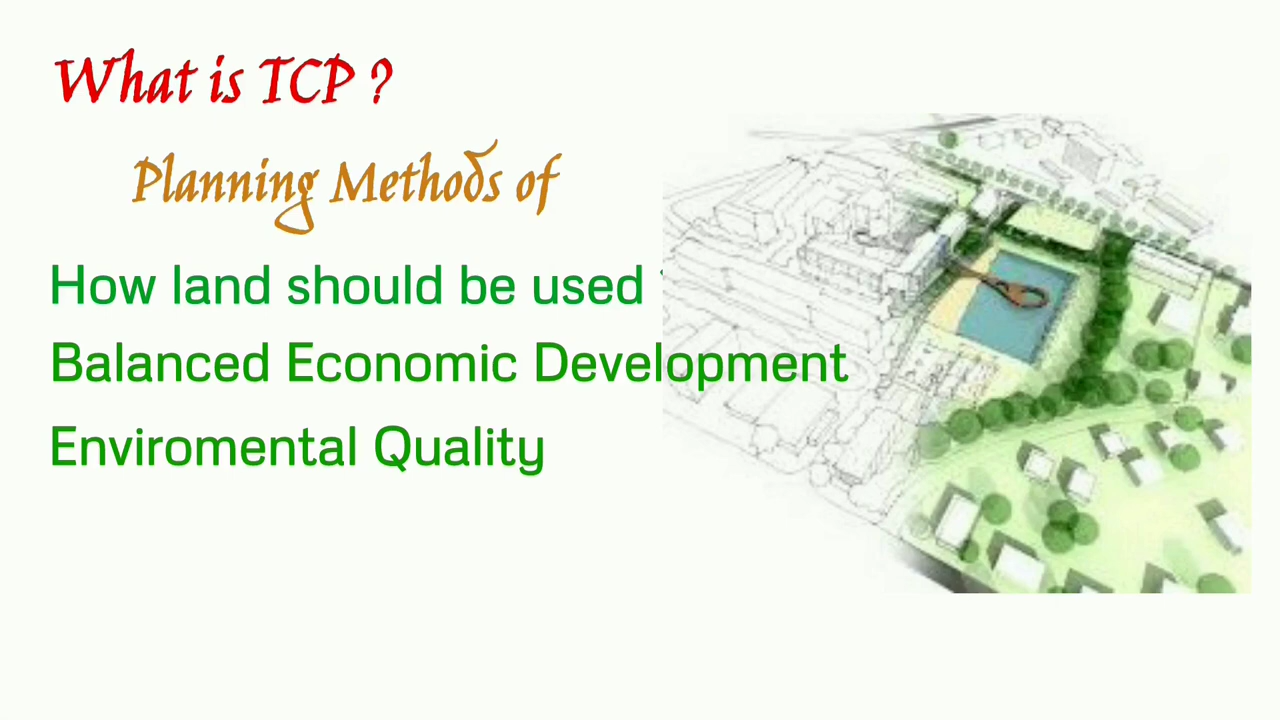 What is TCP ?
Planning Methods of
How land should be used
Balanced Economic Development
Enviromental Quality